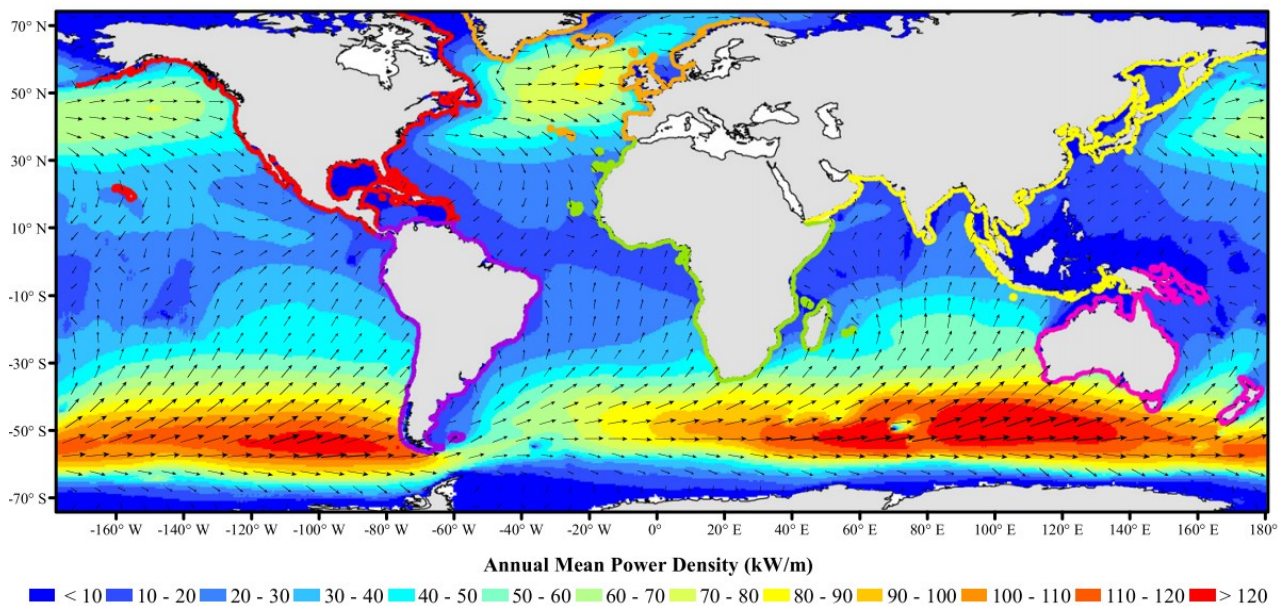 70° N
50° N
30° N
10° N
-10° S
-30° S
-50° S
-70° S
-160° W -140° W -120° W -100° W -80° W -60° W -40° W -20° W 0° 20° E 40° E 60° E 80° E 100° E 120° E 140° E 160° E 180°
Annual Mean Power Density (kW/m)
< 10 10 - 20 20 - 30 30 - 40 40 - 50 50 - 60 60 - 70 70 - 80 80 - 90 90 - 100 100 - 110 110 - 120 > 120